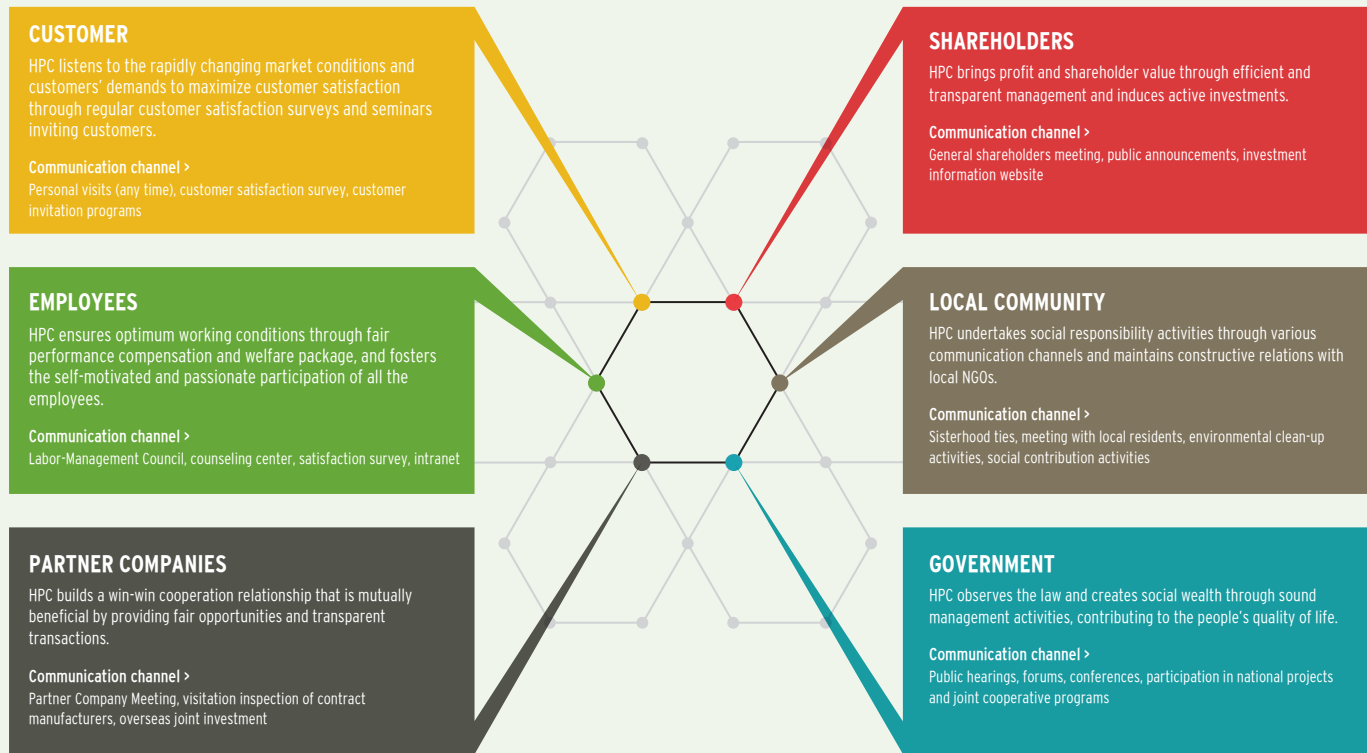 CUSTOMER
HPC listens to the rapidly changing market conditions and
customers' demands to maximize customer satisfaction
through regular customer satisfaction surveys and seminars
inviting customers.
Communication channel >
Personal visits (any time), customer satisfaction survey, customer
invitation programs
SHAREHOLDERS
HPC brings profit and shareholder value through efficient and
transparent management and induces active investments.
Communication channel >
General shareholders meeting, public announcements, investment
information website
EMPLOYEES
HPC ensures optimum working conditions through fair
performance compensation and welfare package, and fosters
the self-motivated and passionate participation of all the
employees.
Communication channel >
Labor-Management Council, counseling center, satisfaction survey, intranet
LOCAL COMMUNITY
HPC undertakes social responsibility activities through various
communication channels and maintains constructive relations with
local NGOs.
Communication channel >
Sisterhood ties, meeting with local residents, environmental clean-up
activities, social contribution activities
PARTNER COMPANIES
HPC builds a win-win cooperation relationship that is mutually
beneficial by providing fair opportunities and transparent
transactions.
Communication channel >
Partner Company Meeting, visitation inspection of contract
manufacturers, overseas joint investment
GOVERNMENT
HPC observes the law and creates social wealth through sound
management activities, contributing to the people's quality of life.
Communication channel >
Public hearings, forums, conferences, participation in national projects
and joint cooperative programs